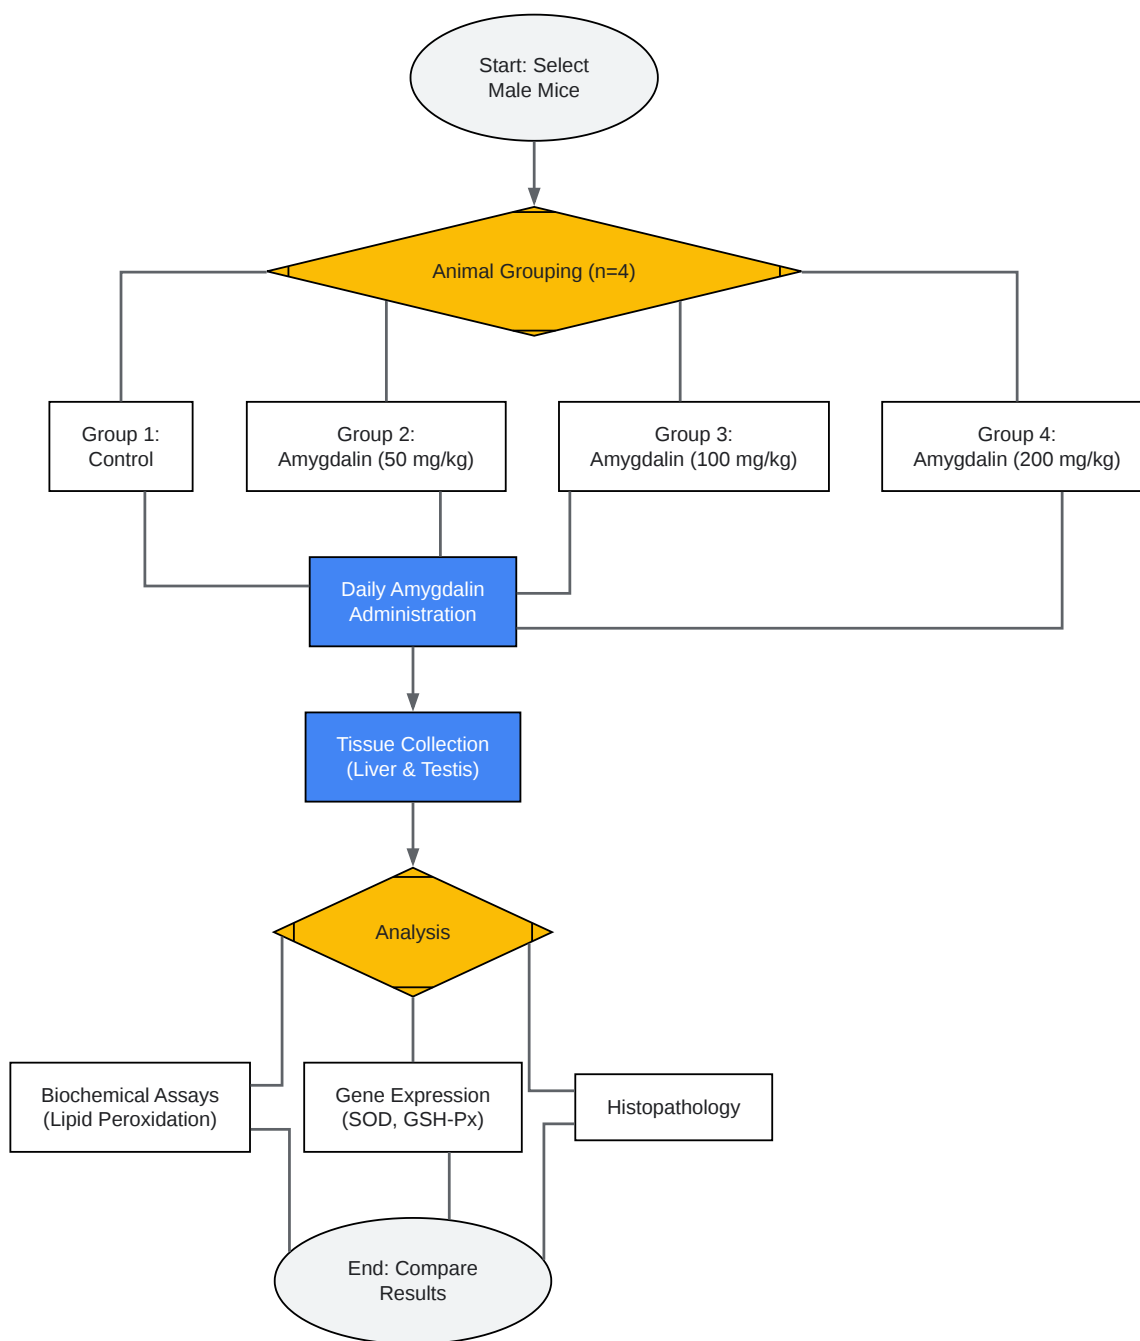 Start: Select
Male Mice
Animal Grouping (n=4)
Group 1:
Control
Group 2:
Amygdalin (50 mg/kg)
Group 3:
Amygdalin (100 mg/kg)
Group 4:
Amygdalin (200 mg/kg)
Daily Amygdalin
Administration
Tissue Collection
(Liver & Testis)
Analysis
Biochemical Assays
(Lipid Peroxidation)
Gene Expression
(SOD, GSH-Px)
Histopathology
End: Compare
Results